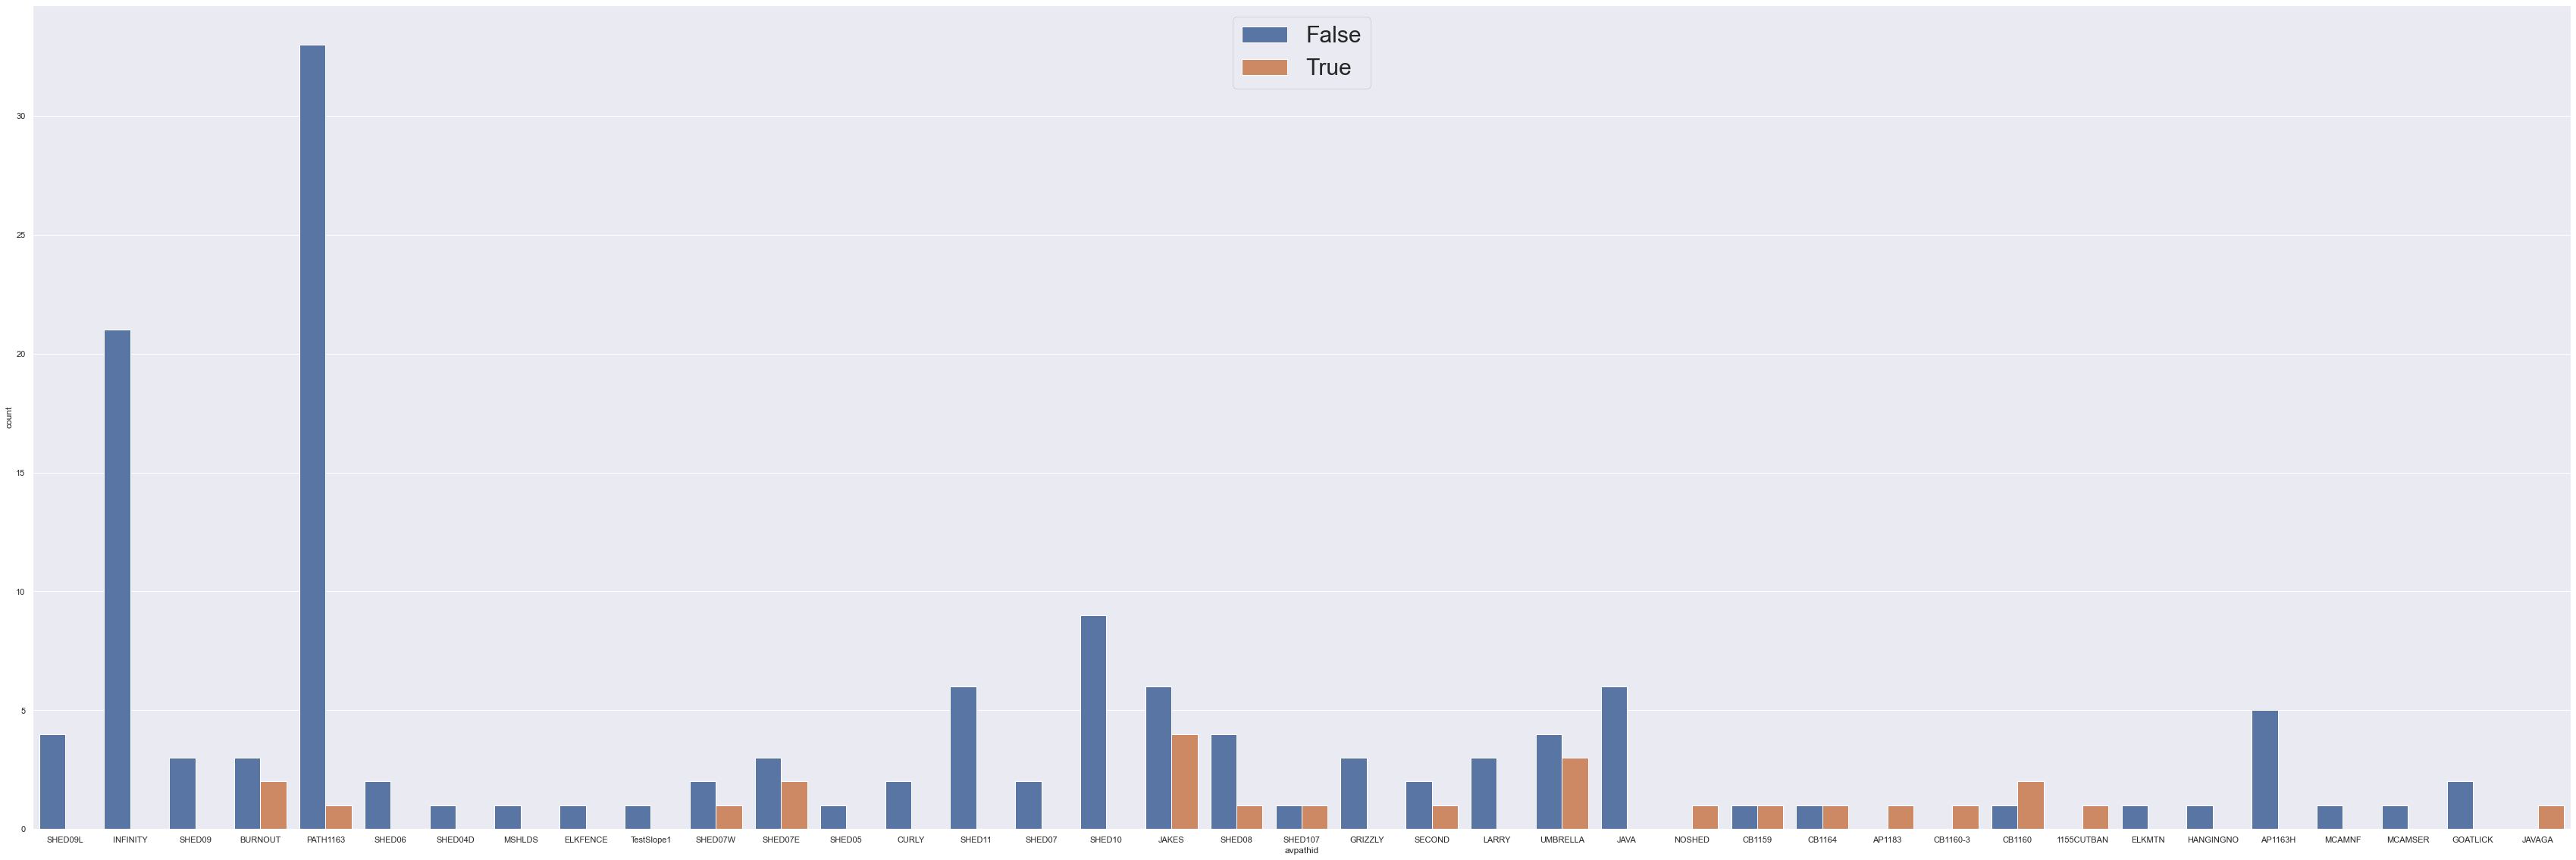 False
True
30
25
20
15
10
5
0
count
SHED09L INFINITY SHED09 BURNOUT PATH1163 SHED06 SHED04D MSHLDS ELKFENCE TestSlope1 SHED07W SHED07E SHED05 CURLY SHED11 SHED07 SHED10 JAKES SHED08 SHED107 GRIZZLY SECOND LARRY UMBRELLA JAVA NOSHED CB1159 CB1164 AP1183 CB1160-3 CB1160 1155CUTBAN ELKMTN HANGINGNO AP1163H MCAMNF MCAMSER GOATLICK JAVAGA
avpathid